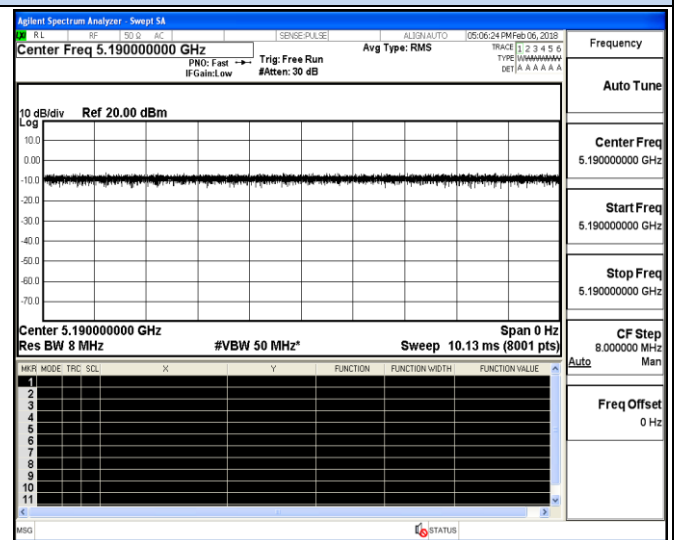 Agilent Spectrum Analyzer - Swept SA
RL RF 50 Ω AC SENSE:PULSE ALIGNAUTO 05:06:24 PM Feb 06, 2018
Center Freq 5.190000000 GHz Avg Type: RMS TRACE 1 2 3 4 5 6
PNO: Fast Trig: Free Run TYPE
IFGain:Low #Atten: 30 dB DET A A A A A A
10 dB/div Ref 20.00 dBm
Log
10.0
0.00
-10.0
-20.0
-30.0
-40.0
-50.0
-60.0
-70.0
Center 5.190000000 GHz Span 0 Hz
Res BW 8 MHz #VBW 50 MHz* Sweep 10.13 ms (8001 pts)
MKR MODE TRC SCL X Y FUNCTION FUNCTION WIDTH FUNCTION VALUE
1
2
3
4
5
6
7
8
9
10
11
MSG STATUS
Frequency
Auto Tune
Center Freq
5.190000000 GHz
Start Freq
5.190000000 GHz
Stop Freq
5.190000000 GHz
CF Step
8.000000 MHz
Auto Man
Freq Offset
0 Hz